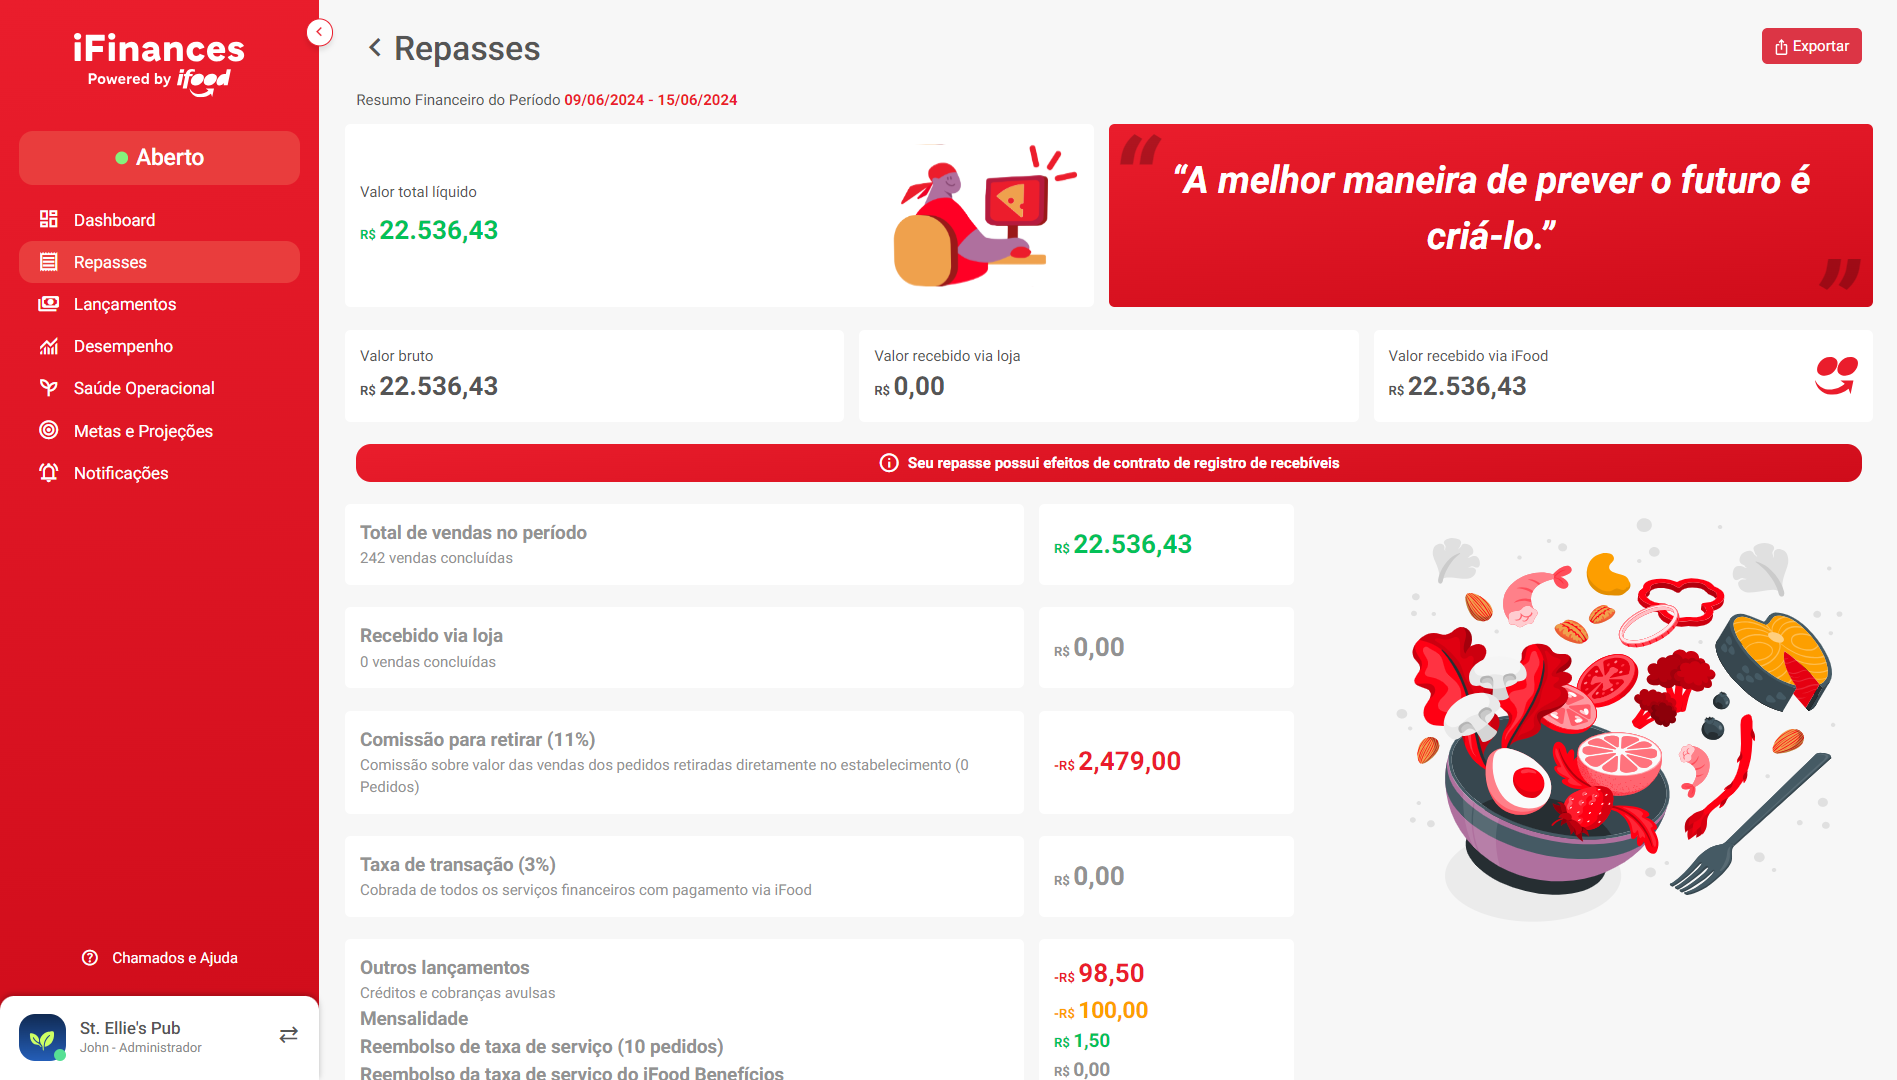 iFinances
Powered by ifood
Aberto
Dashboard
Repasses
Lançamentos
Desempenho
Saúde Operacional
Metas e Projeções
Notificações
Chamados e Ajuda
St. Ellie's Pub
John - Administrador
Repasses
Exportar
Resumo Financeiro do Período 09/06/2024 - 15/06/2024
Valor total líquido
R$ 22.536,43
“A melhor maneira de prever o futuro é
criá-lo.”
Valor bruto
R$ 22.536,43
Valor recebido via loja
R$ 0,00
Valor recebido via iFood
R$ 22.536,43
Seu repasse possui efeitos de contrato de registro de recebíveis
Total de vendas no período
242 vendas concluídas
R$ 22.536,43
Recebido via loja
0 vendas concluídas
R$ 0,00
Comissão para retirar (11%)
Comissão sobre valor das vendas dos pedidos retiradas diretamente no estabelecimento (0
Pedidos)
-R$ 2,479,00
Taxa de transação (3%)
Cobrada de todos os serviços financeiros com pagamento via iFood
R$ 0,00
Outros lançamentos
Créditos e cobranças avulsas
-R$ 98,50
Mensalidade
-R$ 100,00
Reembolso de taxa de serviço (10 pedidos)
R$ 1,50
Reembolso da taxa de serviço do iFood Benefícios
R$ 0,00